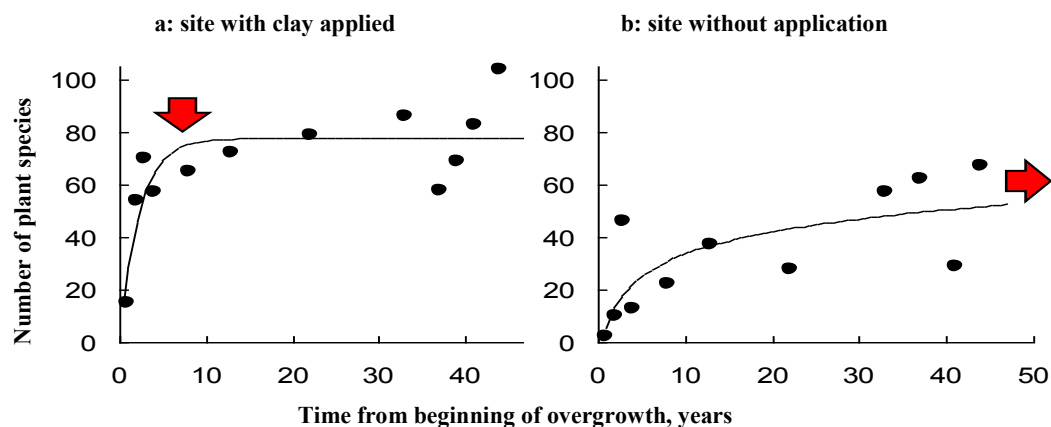 a: site with clay applied
b: site without application
Number of plant species
100
80
60
40
20
0
0 10 20 30 40
100
80
60
40
20
0
0 10 20 30 40 50
Time from beginning of overgrowth, years